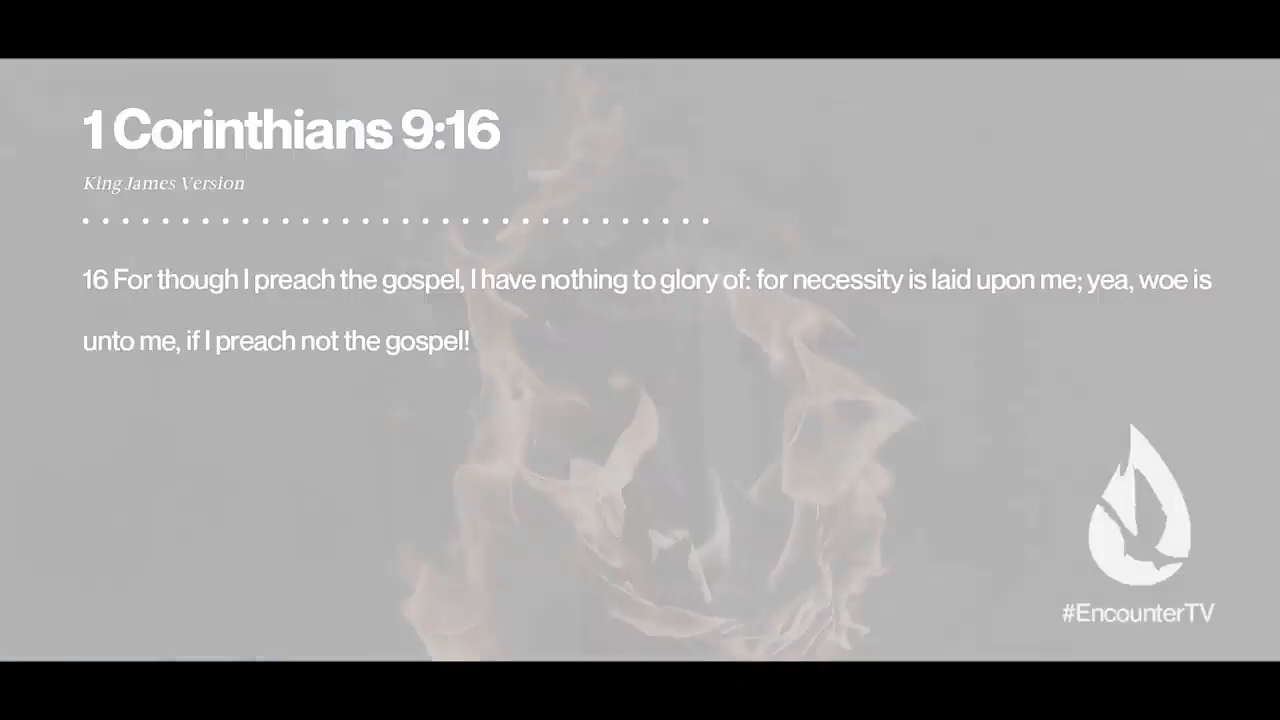 1 Corinthians 9:16
King James Version
16 For though I preach the gospel, I have nothing to glory of: for necessity is laid upon me; yea, woe is
unto me, if I preach not the gospel!
#EncounterTV